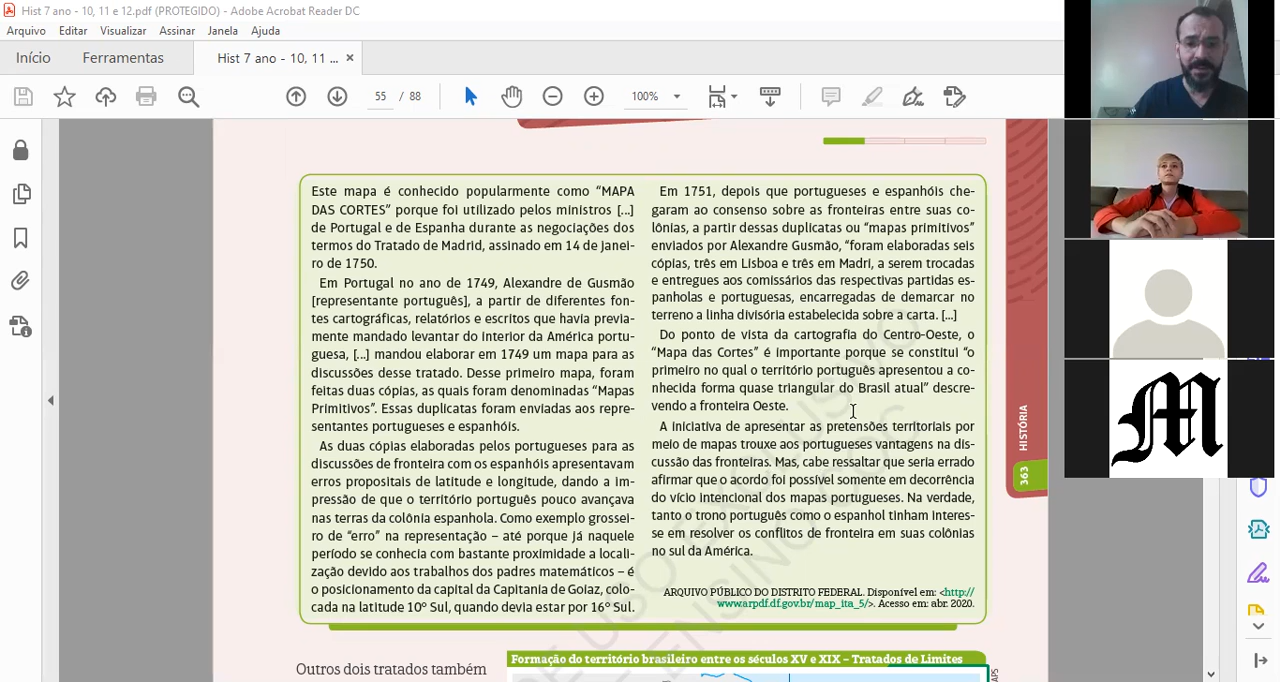 Hist 7 ano - 10, 11 e 12.pdf (PROTEGIDO) - Adobe Acrobat Reader DC
Arquivo Editar Visualizar Assinar Janela Ajuda
Início Ferramentas Hist 7 ano - 10, 11 ... ×
55 / 88 100%
Este mapa é conhecido popularmente como “MAPA
DAS CORTES” porque foi utilizado pelos ministros [...]
de Portugal e de Espanha durante as negociações dos
termos do Tratado de Madrid, assinado em 14 de janei-
ro de 1750.
Em Portugal no ano de 1749, Alexandre de Gusmão
[representante português], a partir de diferentes fon-
tes cartográficas, relatórios e escritos que havia previa-
mente mandado levantar do interior da América portu-
guesa, [...] mandou elaborar em 1749 um mapa para as
discussões desse tratado. Desse primeiro mapa, foram
feitas duas cópias, as quais foram denominadas “Mapas
Primitivos”. Essas duplicatas foram enviadas aos repre-
sentantes portugueses e espanhóis.
As duas cópias elaboradas pelos portugueses para as
discussões de fronteira com os espanhóis apresentavam
erros propositais de latitude e longitude, dando a im-
pressão de que o território português pouco avançava
nas terras da colônia espanhola. Como exemplo grossei-
ro de “erro” na representação – até porque já naquele
período se conhecia com bastante proximidade a locali-
zação devido aos trabalhos dos padres matemáticos – é
o posicionamento da capital da Capitania de Goiaz, colo-
cada na latitude 10º Sul, quando devia estar por 16º Sul.
Em 1751, depois que portugueses e espanhóis che-
garam ao consenso sobre as fronteiras entre suas co-
lônias, a partir dessas duplicatas ou “mapas primitivos”
enviados por Alexandre Gusmão, “foram elaboradas seis
cópias, três em Lisboa e três em Madri, a serem trocadas
e entregues aos comissários das respectivas partidas es-
panholas e portuguesas, encarregadas de demarcar no
terreno a linha divisória estabelecida sobre a carta. [...]
Do ponto de vista da cartografia do Centro-Oeste, o
“Mapa das Cortes” é importante porque se constitui “o
primeiro no qual o território português apresentou a co-
nhecida forma quase triangular do Brasil atual” descre-
vendo a fronteira Oeste.
A iniciativa de apresentar as pretensões territoriais por
meio de mapas trouxe aos portugueses vantagens na dis-
cussão das fronteiras. Mas, cabe ressaltar que seria errado
afirmar que o acordo foi possível somente em decorrência
do vício intencional dos mapas portugueses. Na verdade,
tanto o trono português como o espanhol tinham interes-
se em resolver os conflitos de fronteira em suas colônias
no sul da América.
ARQUIVO PÚBLICO DO DISTRITO FEDERAL. Disponível em: <http://
www.arpdf.df.gov.br/map_ita_5/>. Acesso em: abr. 2020.
HISTÓRIA
363
Outros dois tratados também
Formação do território brasileiro entre os séculos XV e XIX – Tratados de Limites
M